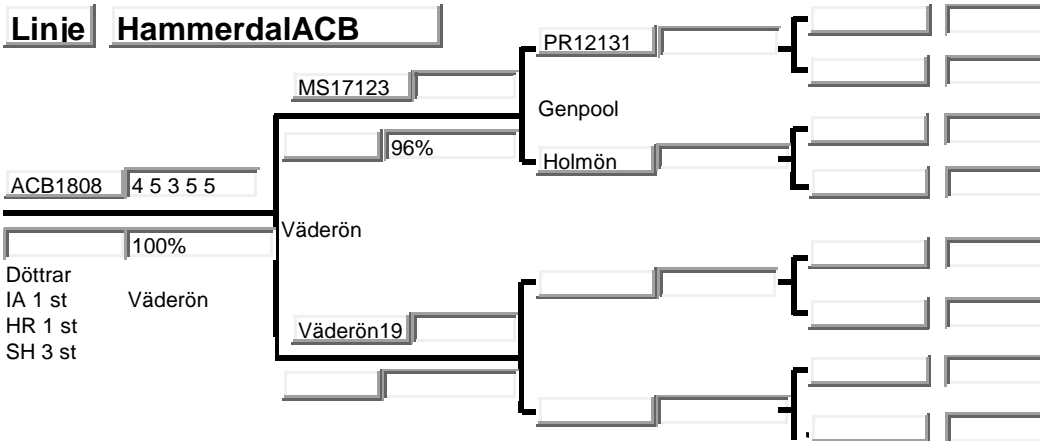 Linje HammerdalACB
PR12131
MS17123
Genpool
96%
Holmön
ACB1808 4 5 3 5 5
Väderön
100%
Döttrar
IA 1 st Väderön
HR 1 st
Väderön19
SH 3 st